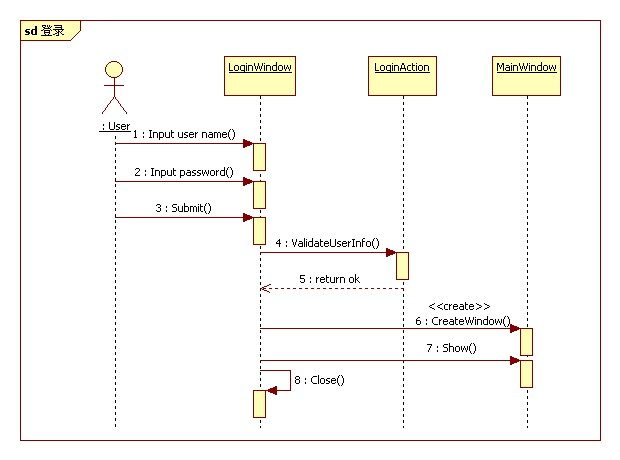 sd 登录
LoginWindow
LoginAction
MainWindow
: User
1 : Input user name()
2 : Input password()
3 : Submit()
4 : ValidateUserInfo()
5 : return ok
<<create>>
6 : CreateWindow()
7 : Show()
8 : Close()